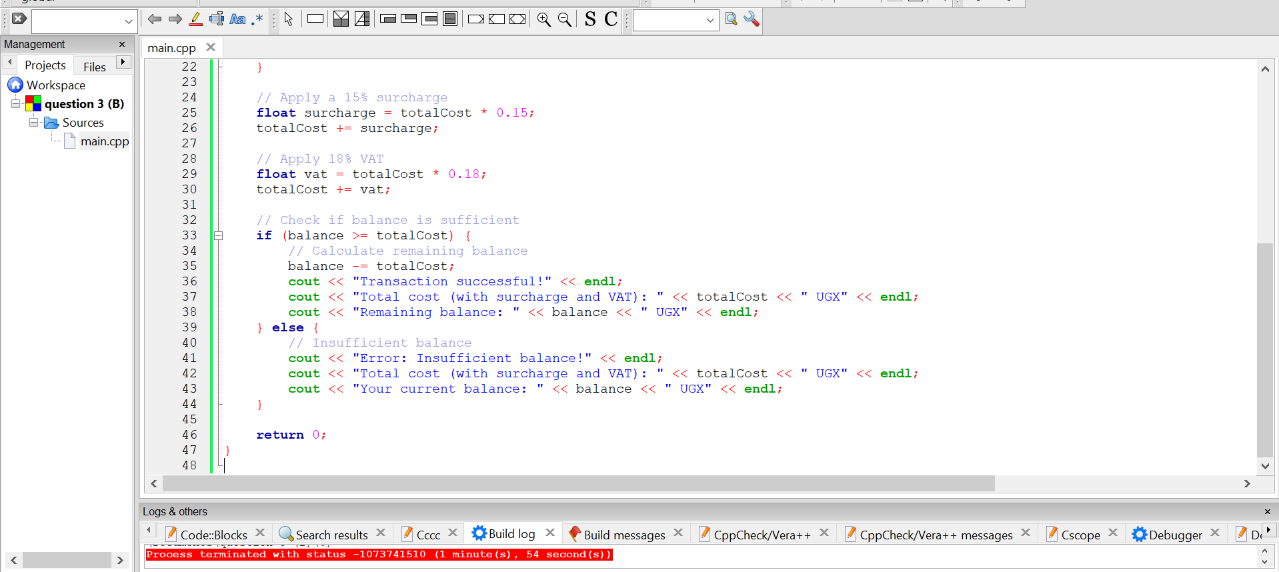 Aa .*
S C
Management ×
Projects Files
Workspace
question 3 (B)
Sources
main.cpp
main.cpp ×
22 }
23
24 // Apply a 15% surcharge
25 float surcharge = totalCost * 0.15;
26 totalCost += surcharge;
27
28 // Apply 18% VAT
29 float vat = totalCost * 0.18;
30 totalCost += vat;
31
32 // Check if balance is sufficient
33 if (balance >= totalCost) {
34 // Calculate remaining balance
35 balance -= totalCost;
36 cout << "Transaction successful!" << endl;
37 cout << "Total cost (with surcharge and VAT): " << totalCost << " UGX" << endl;
38 cout << "Remaining balance: " << balance << " UGX" << endl;
39 } else {
40 // Insufficient balance
41 cout << "Error: Insufficient balance!" << endl;
42 cout << "Total cost (with surcharge and VAT): " << totalCost << " UGX" << endl;
43 cout << "Your current balance: " << balance << " UGX" << endl;
44 }
45
46 return 0;
47 }
48
Logs & others ×
Code::Blocks × Search results × Cccc × Build log × Build messages × CppCheck/Vera++ × CppCheck/Vera++ messages × Cscope × Debugger ×
Process terminated with status -1073741510 (1 minute(s), 54 second(s))